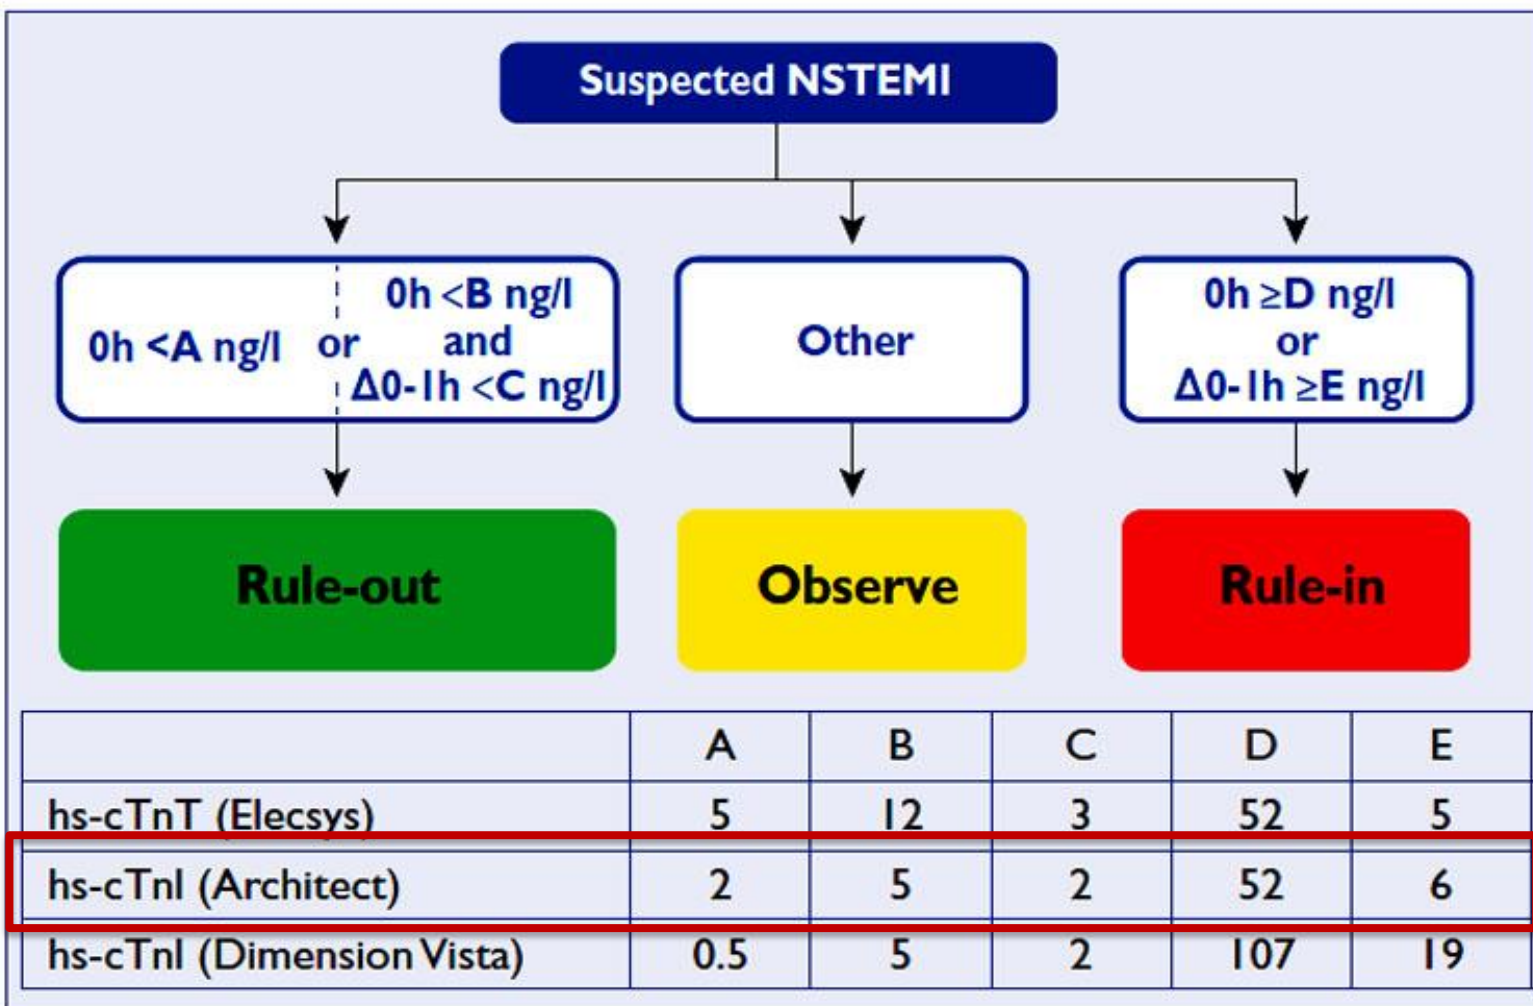 Suspected NSTEMI
0h <A ng/l
or
0h <B ng/l
and
Δ0-1h <C ng/l
Other
0h ≥D ng/l
or
Δ0-1h ≥E ng/l
Rule-out
Observe
Rule-in
A B C D E
hs-cTnT (Elecsys) 5 12 3 52 5
hs-cTnI (Architect) 2 5 2 52 6
hs-cTnI (Dimension Vista) 0.5 5 2 107 19